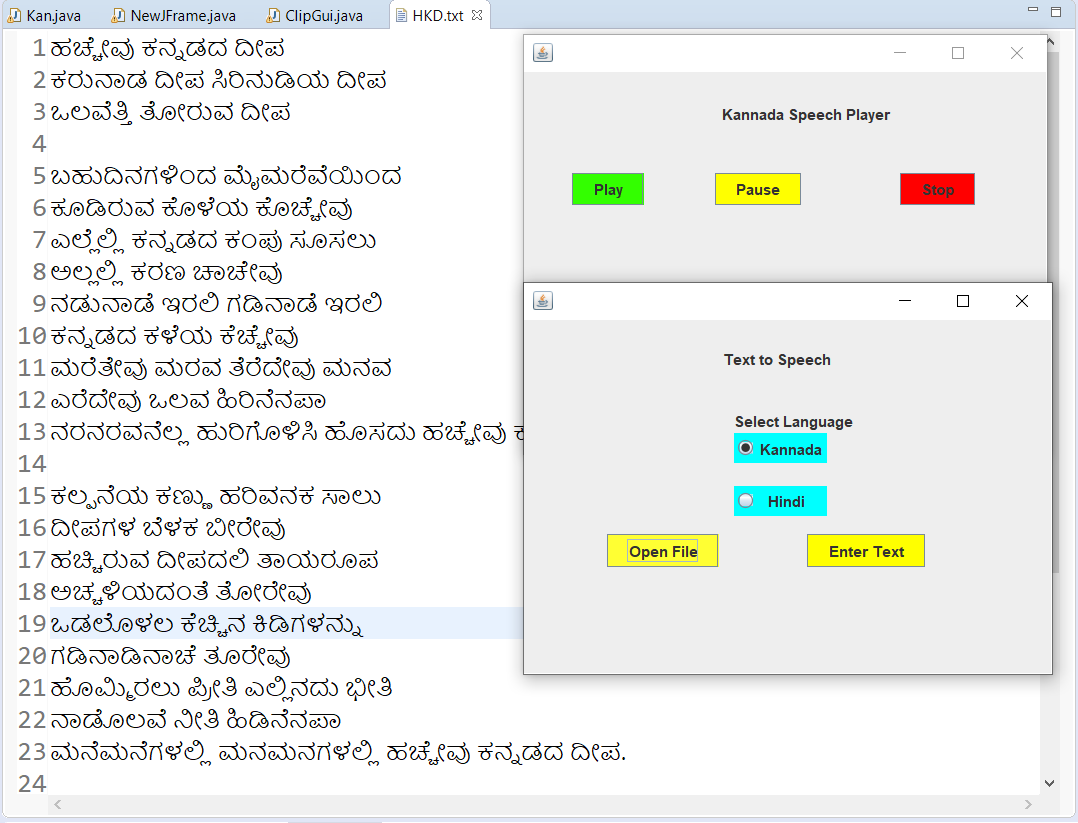 Kan.java
NewJFrame.java
ClipGui.java
HKD.txt
1 ಹಚ್ಚೇವು ಕನ್ನಡದ ದೀಪ
2 ಕರುನಾಡ ದೀಪ ಸಿರಿನುಡಿಯ ದೀಪ
3 ಒಲವೆತ್ತಿ ತೋರುವ ದೀಪ
4
5 ಬಹುದಿನಗಳಿಂದ ಮೈಮರೆವೆಯಿಂದ
6 ಕೂಡಿರುವ ಕೊಳೆಯ ಕೊಚ್ಚೇವು
7 ಎಲ್ಲೆಲ್ಲಿ ಕನ್ನಡದ ಕಂಪು ಸೂಸಲು
8 ಅಲ್ಲಲ್ಲಿ ಕರಣ ಚಾಚೇವು
9 ನಡುನಾಡೆ ಇರಲಿ ಗಡಿನಾಡೆ ಇರಲಿ
10 ಕನ್ನಡದ ಕಳೆಯ ಕೆಚ್ಚೇವು
11 ಮರೆತೇವು ಮರವ ತೆರೆದೇವು ಮನವ
12 ಎರೆದೇವು ಒಲವ ಹಿರಿನೆನಪಾ
13 ನರನರವನೆಲ್ಲ ಹುರಿಗೊಳಿಸಿ ಹೊಸದು ಹಚ್ಚೇವು
14
15 ಕಲ್ಪನೆಯ ಕಣ್ಣು ಹರಿವನಕ ಸಾಲು
16 ದೀಪಗಳ ಬೆಳಕ ಬೀರೇವು
17 ಹಚ್ಚಿರುವ ದೀಪದಲಿ ತಾಯರೂಪ
18 ಅಚ್ಚಳಿಯದಂತೆ ತೋರೇವು
19 ಒಡಲೊಳಲ ಕೆಚ್ಚಿನ ಕಿಡಿಗಳನ್ನು
20 ಗಡಿನಾಡಿನಾಚೆ ತೂರೇವು
21 ಹೊಮ್ಮಿರಲು ಪ್ರೀತಿ ಎಲ್ಲಿನದು ಭೀತಿ
22 ನಾಡೊಲವೆ ನೀತಿ ಹಿಡಿನೆನಪಾ
23 ಮನೆಮನೆಗಳಲ್ಲಿ ಮನಮನಗಳಲ್ಲಿ ಹಚ್ಚೇವು ಕನ್ನಡದ ದೀಪ.
24
Kannada Speech Player
Play
Pause
Stop
Text to Speech
Select Language
Kannada
Hindi
Open File
Enter Text